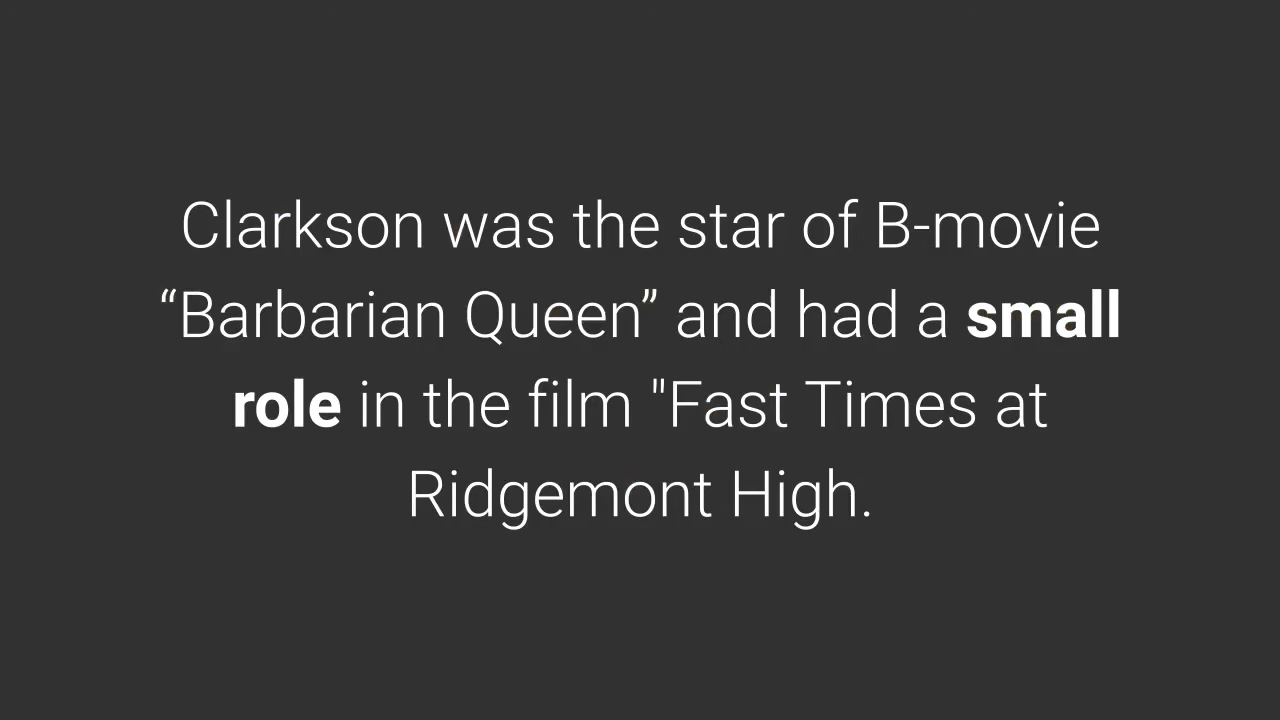 Clarkson was the star of B-movie
“Barbarian Queen” and had a small
role in the film "Fast Times at
Ridgemont High.